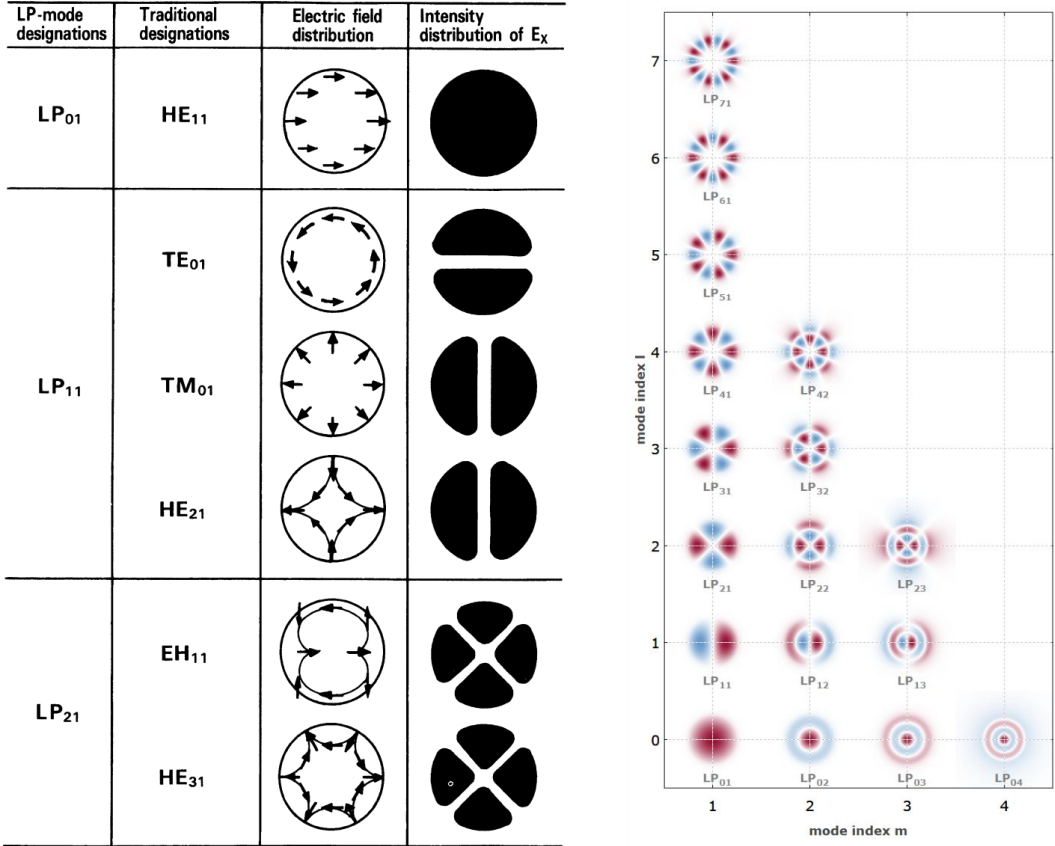 LP-mode designations
Traditional designations
Electric field distribution
Intensity distribution of E_X
LP₀₁
HE₁₁
LP₁₁
TE₀₁
TM₀₁
HE₂₁
LP₂₁
EH₁₁
HE₃₁
mode index l
7
LP₇₁
6
LP₆₁
5
LP₅₁
4
LP₄₁
LP₄₂
3
LP₃₁
LP₃₂
2
LP₂₁
LP₂₂
LP₂₃
1
LP₁₁
LP₁₂
LP₁₃
0
LP₀₁
LP₀₂
LP₀₃
LP₀₄
1
2
3
4
mode index m